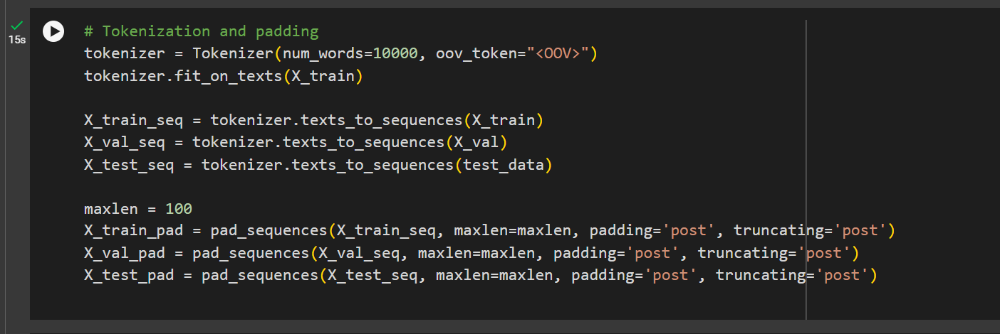 15s
# Tokenization and padding
tokenizer = Tokenizer(num_words=10000, oov_token="<OOV>")
tokenizer.fit_on_texts(X_train)
X_train_seq = tokenizer.texts_to_sequences(X_train)
X_val_seq = tokenizer.texts_to_sequences(X_val)
X_test_seq = tokenizer.texts_to_sequences(test_data)
maxlen = 100
X_train_pad = pad_sequences(X_train_seq, maxlen=maxlen, padding='post', truncating='post')
X_val_pad = pad_sequences(X_val_seq, maxlen=maxlen, padding='post', truncating='post')
X_test_pad = pad_sequences(X_test_seq, maxlen=maxlen, padding='post', truncating='post')